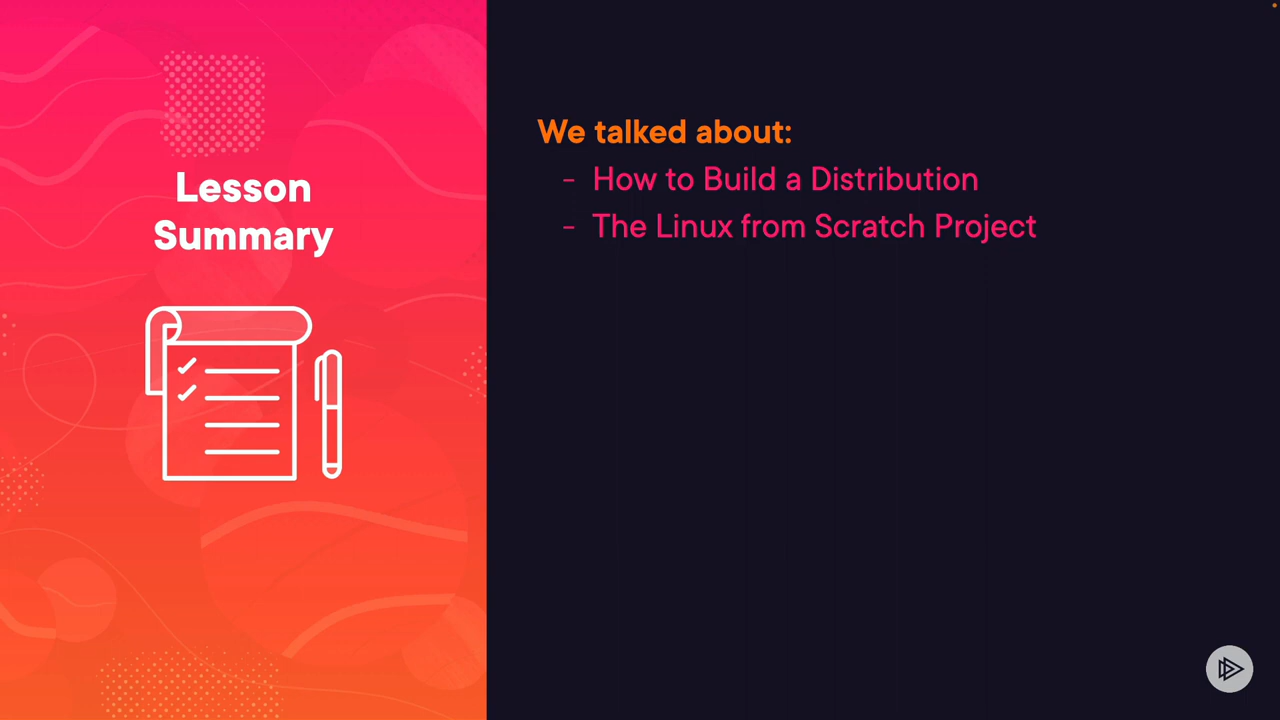 Lesson
Summary
We talked about:
- How to Build a Distribution
- The Linux from Scratch Project